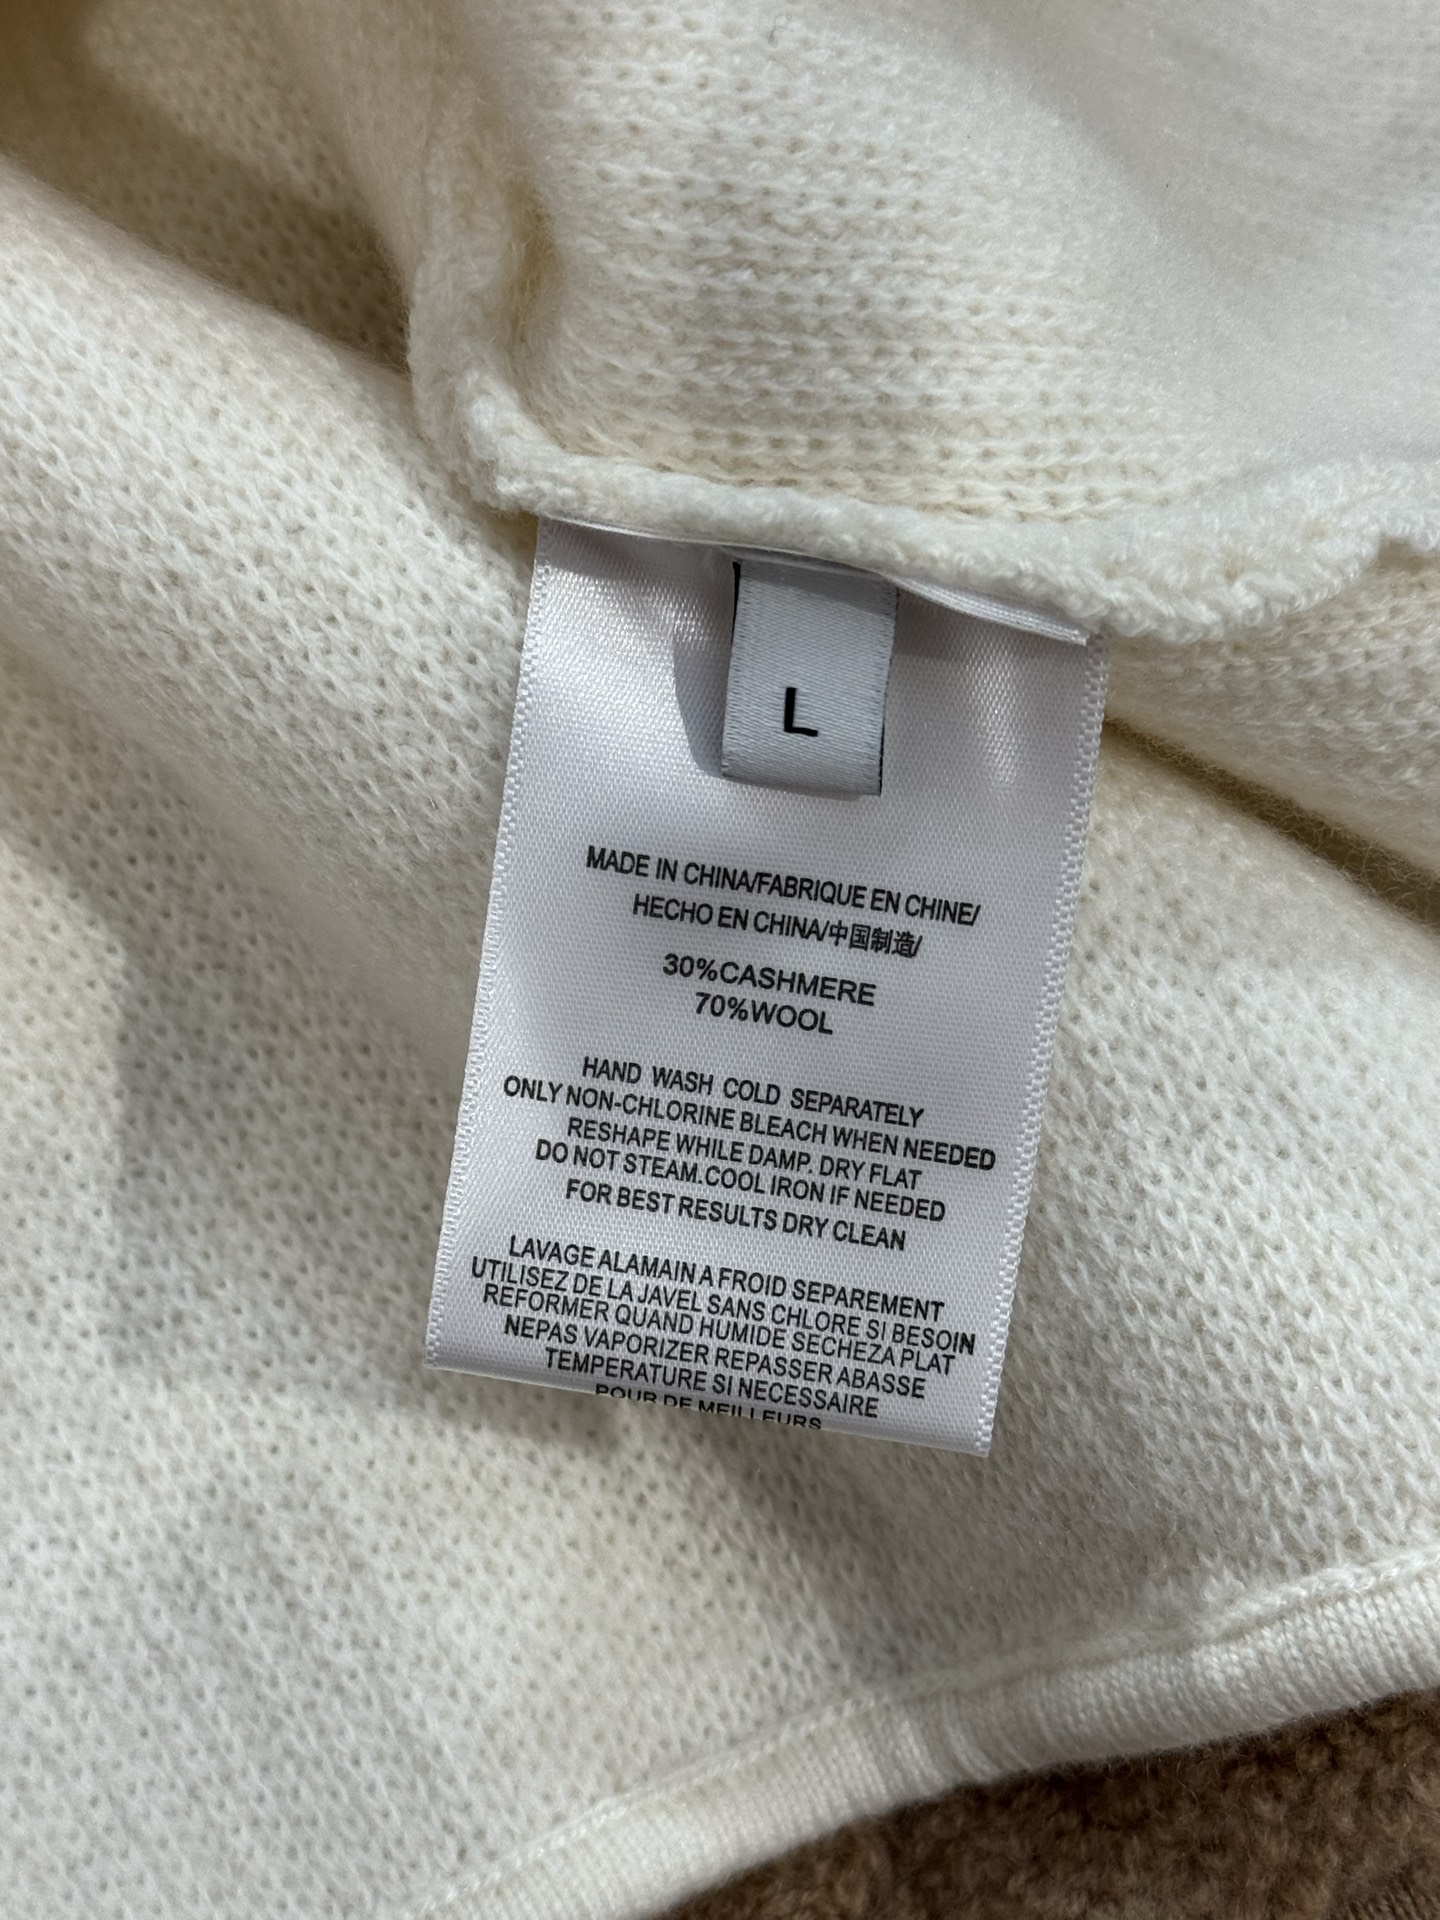 L
MADE IN CHINA/FABRIQUE EN CHINE/
HECHO EN CHINA/中国制造/
30%CASHMERE
70%WOOL
HAND WASH COLD SEPARATELY
ONLY NON-CHLORINE BLEACH WHEN NEEDED
RESHAPE WHILE DAMP. DRY FLAT
DO NOT STEAM.COOL IRON IF NEEDED
FOR BEST RESULTS DRY CLEAN
LAVAGE ALAMAIN A FROID SEPAREMENT
UTILISEZ DE LA JAVEL SANS CHLORE SI BESOIN
REFORMER QUAND HUMIDE SECHEZA PLAT
NEPAS VAPORIZER REPASSER ABASSE
TEMPERATURE SI NECESSAIRE
POUR DE MEILLEURS